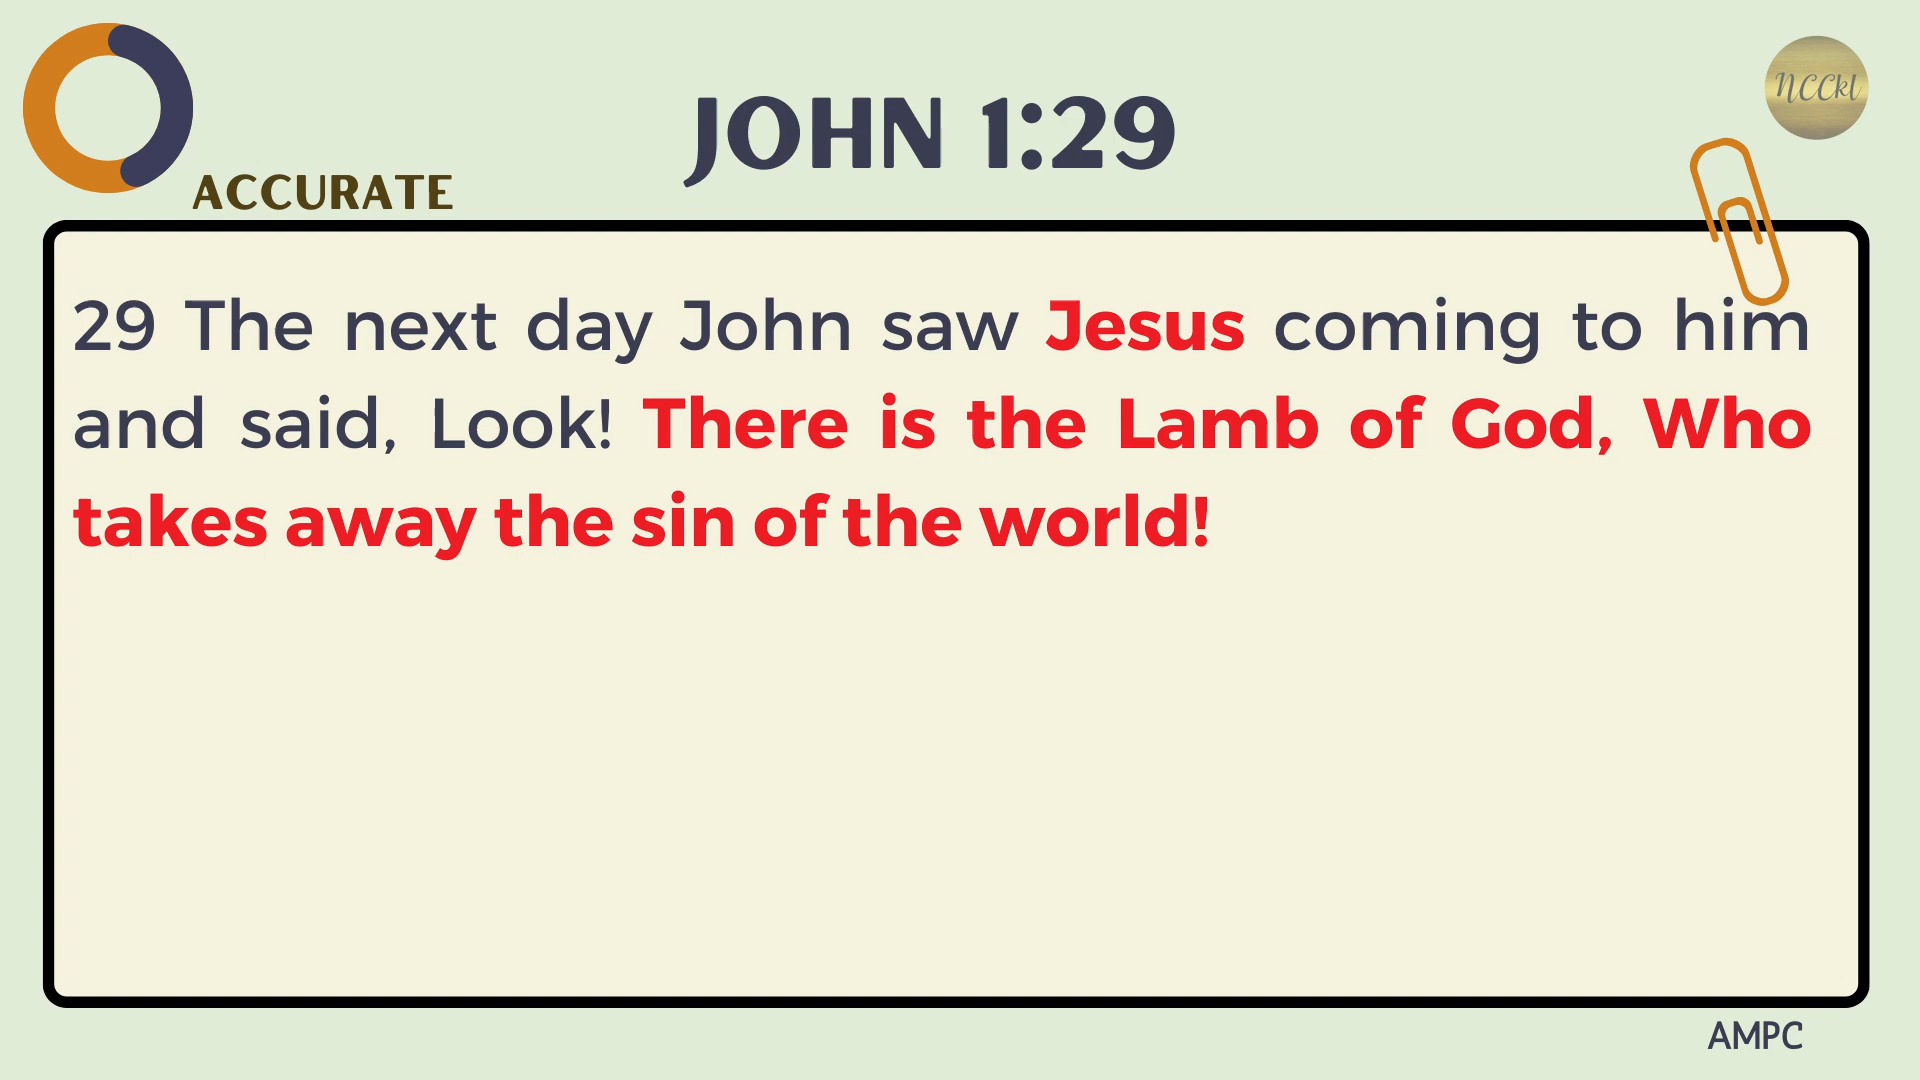 NCCkl
JOHN 1:29
ACCURATE
29 The next day John saw Jesus coming to him
and said, Look! There is the Lamb of God, Who
takes away the sin of the world!
AMPC